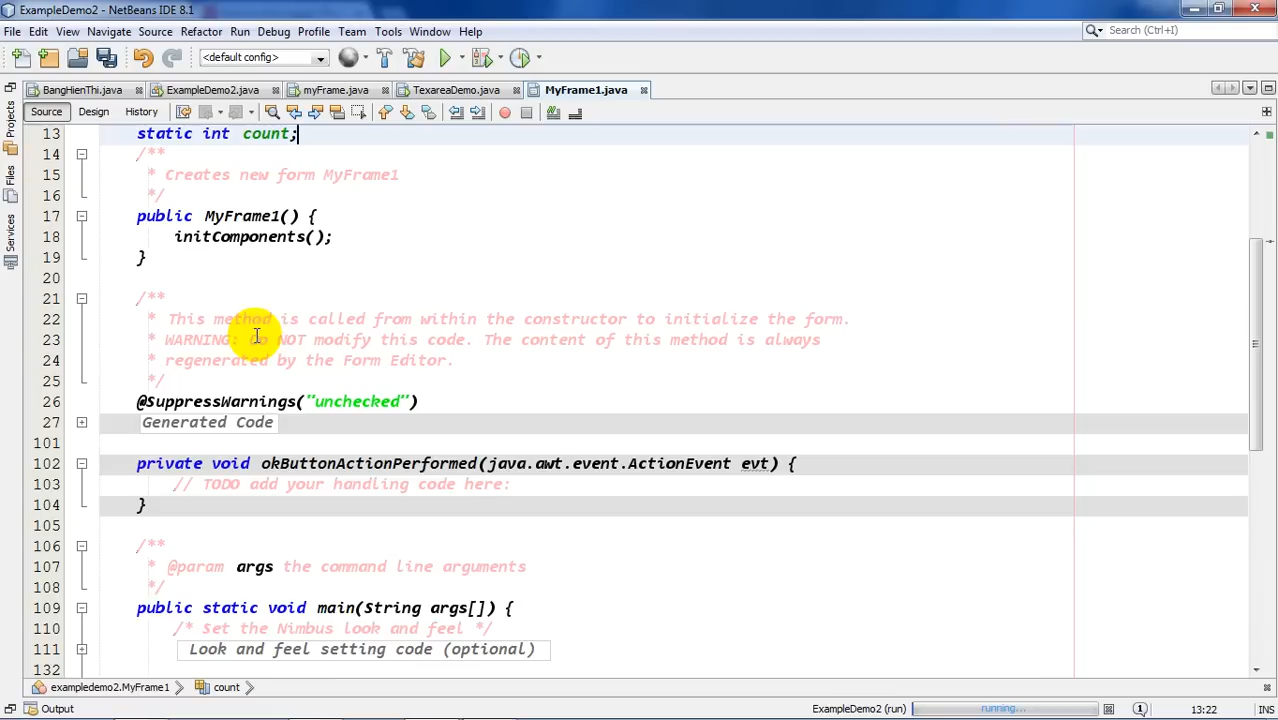 ExampleDemo2 - NetBeans IDE 8.1
File Edit View Navigate Source Refactor Run Debug Profile Team Tools Window Help
Search (Ctrl+I)
<default config>
BangHienThi.java ExampleDemo2.java myFrame.java TexareaDemo.java MyFrame1.java
Source Design History
Projects
Files
Services
13 static int count;
14 /**
15 * Creates new form MyFrame1
16 */
17 public MyFrame1() {
18 initComponents();
19 }
20
21 /**
22 * This method is called from within the constructor to initialize the form.
23 * WARNING: Do NOT modify this code. The content of this method is always
24 * regenerated by the Form Editor.
25 */
26 @SuppressWarnings("unchecked")
27 Generated Code
101
102 private void okButtonActionPerformed(java.awt.event.ActionEvent evt) {
103 // TODO add your handling code here:
104 }
105
106 /**
107 * @param args the command line arguments
108 */
109 public static void main(String args[]) {
110 /* Set the Nimbus look and feel */
111 Look and feel setting code (optional)
132
exampledemo2.MyFrame1 count
Output ExampleDemo2 (run) running... 13:22 INS